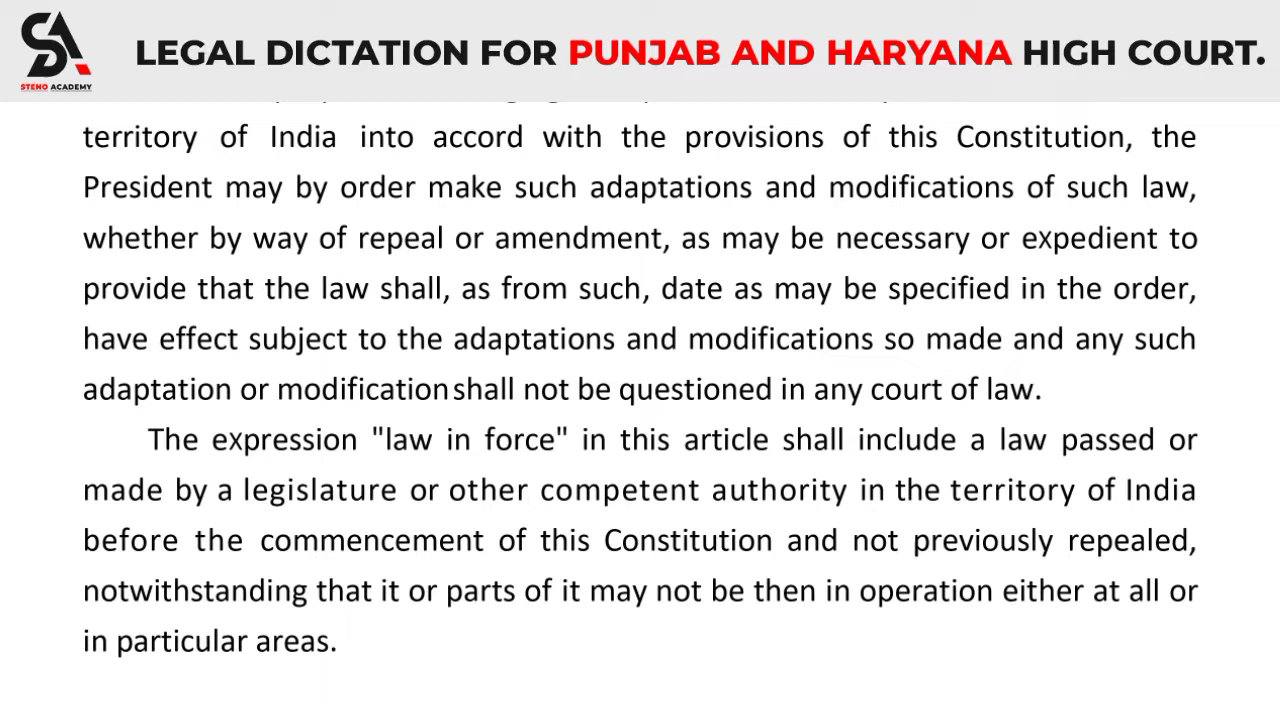 LEGAL DICTATION FOR PUNJAB AND HARYANA HIGH COURT.
STENO ACADEMY
territory of India into accord with the provisions of this Constitution, the
President may by order make such adaptations and modifications of such law,
whether by way of repeal or amendment, as may be necessary or expedient to
provide that the law shall, as from such, date as may be specified in the order,
have effect subject to the adaptations and modifications so made and any such
adaptation or modification shall not be questioned in any court of law.
The expression "law in force" in this article shall include a law passed or
made by a legislature or other competent authority in the territory of India
before the commencement of this Constitution and not previously repealed,
notwithstanding that it or parts of it may not be then in operation either at all or
in particular areas.